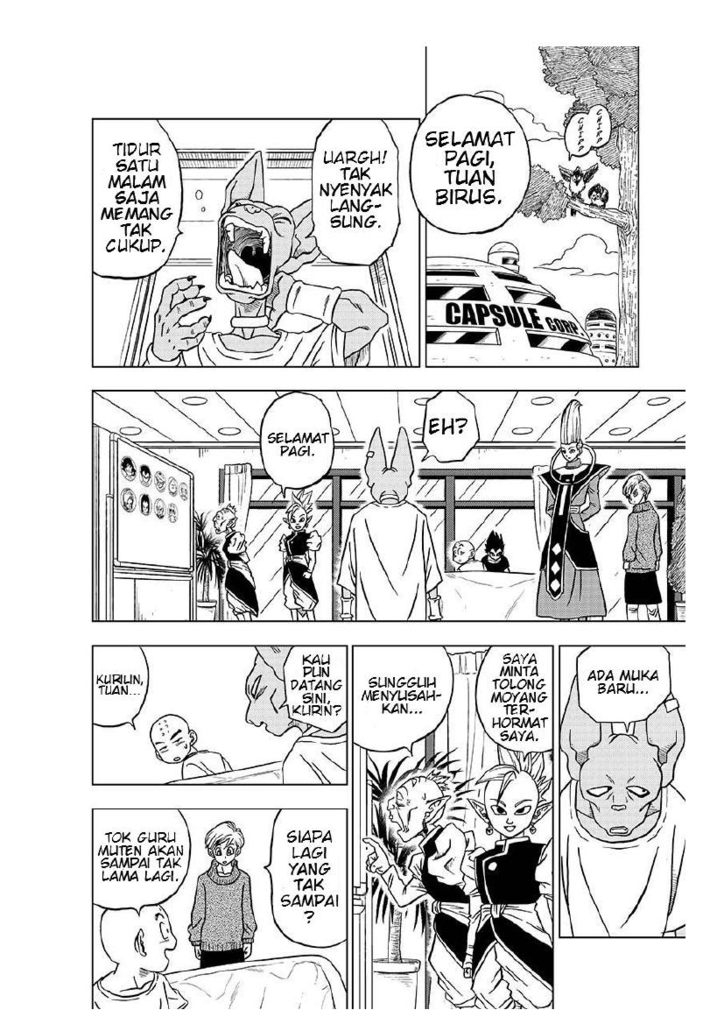 CHIRP
CHIRP
SELAMAT
PAGI,
TUAN
BIRUS.
CAPSULE CORP.
UARGH!
TAK
NYENYAK
LANG-
SUNG.
TIDUR
SATU
MALAM
SAJA
MEMANG
TAK
CUKUP.
EH?
SELAMAT
PAGI.
ADA MUKA
BARU...
SAYA
MINTA
TOLONG
MOYANG
TER-
HORMAT
SAYA.
SUNGGUH
MENYUSAH-
KAN...
KAU
PUN
DATANG
SINI,
KURIN?
KURILIN,
TUAN...
SIAPA
LAGI
YANG
TAK
SAMPAI
?
TOK GURU
MUTEN AKAN
SAMPAI TAK
LAMA LAGI.